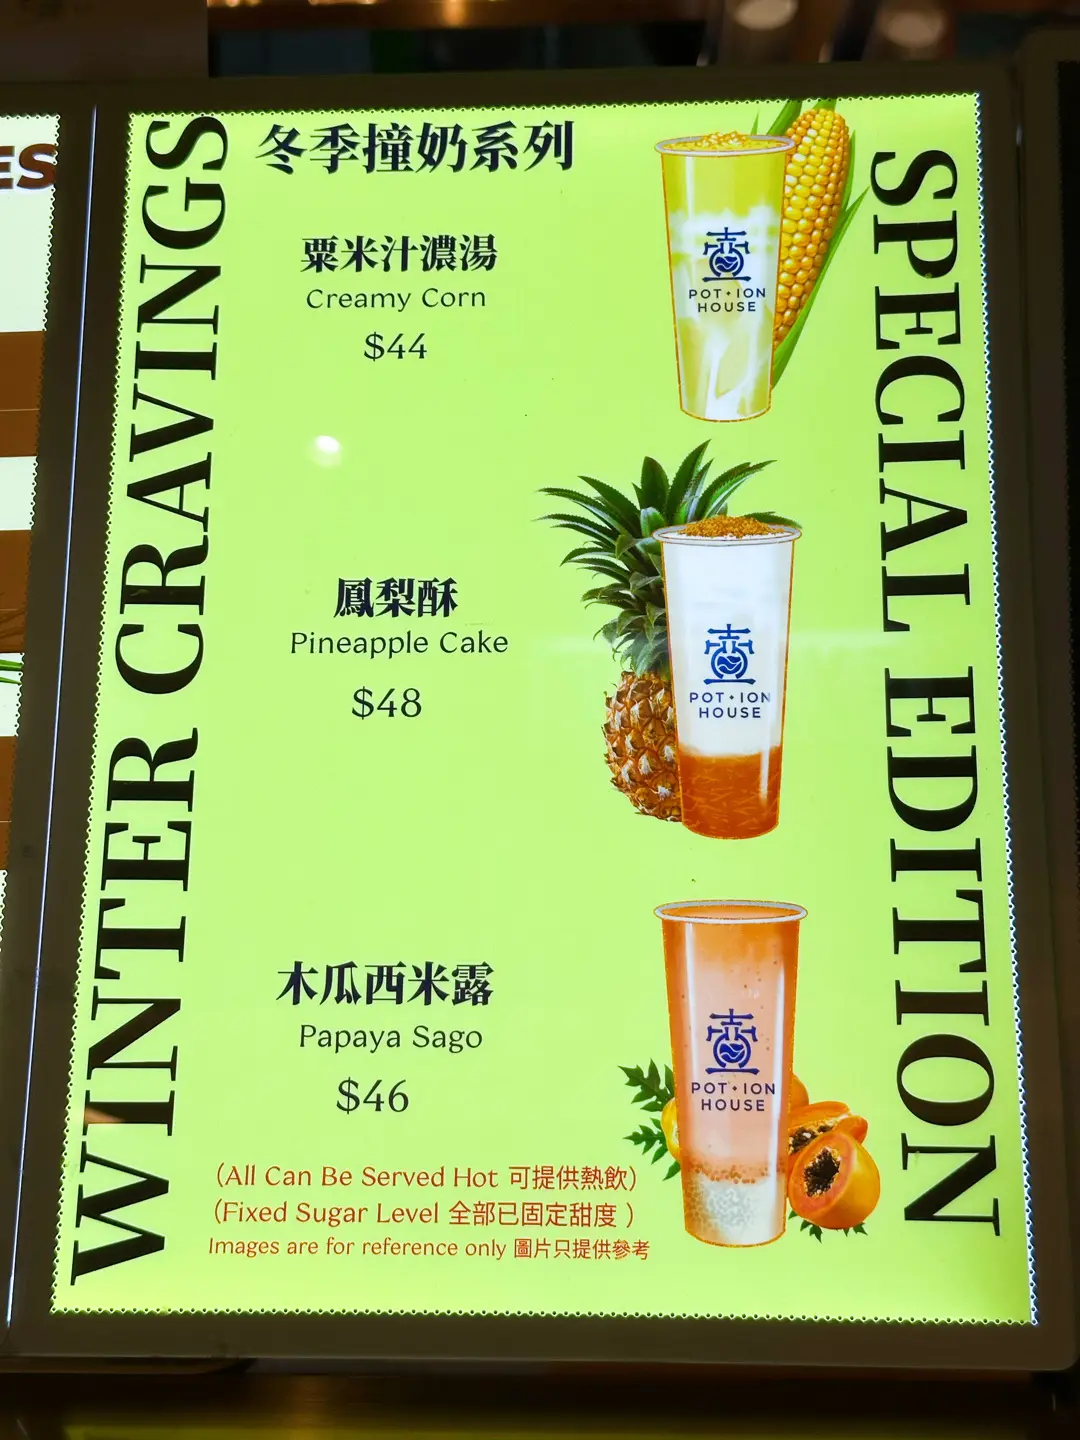 ES
WINTER CRAVINGS
冬季撞奶系列
粟米汁濃湯
Creamy Corn
$44
POT+ION
HOUSE
鳳梨酥
Pineapple Cake
$48
POT+ION
HOUSE
木瓜西米露
Papaya Sago
$46
POT+ION
HOUSE
(All Can Be Served Hot 可提供熱飲)
(Fixed Sugar Level 全部已固定甜度 )
Images are for reference only 圖片只提供參考
SPECIAL EDITION